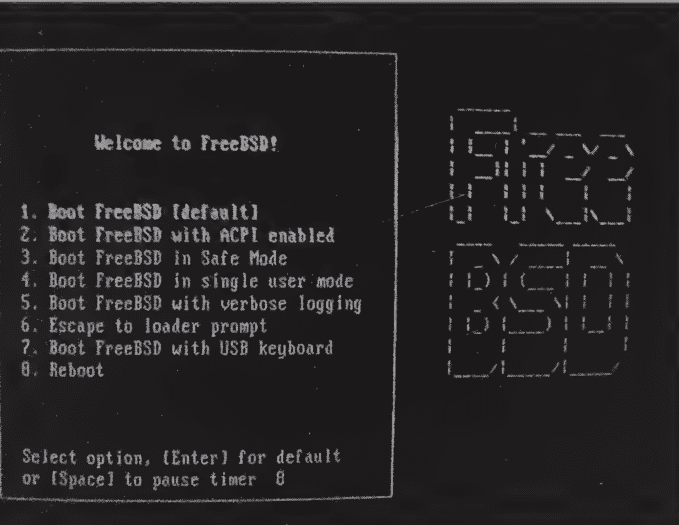 Welcome to FreeBSD!
1. Boot FreeBSD [default]
2. Boot FreeBSD with ACPI enabled
3. Boot FreeBSD in Safe Mode
4. Boot FreeBSD in single user mode
5. Boot FreeBSD with verbose logging
6. Escape to loader prompt
7. Boot FreeBSD with USB keyboard
8. Reboot
Select option, [Enter] for default
or [Space] to pause timer 8
Free
BSD